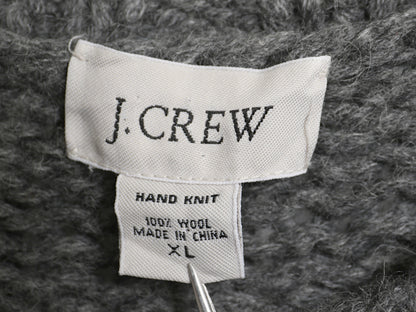 J. CREW
HAND KNIT
100% WOOL
MADE IN CHINA
XL